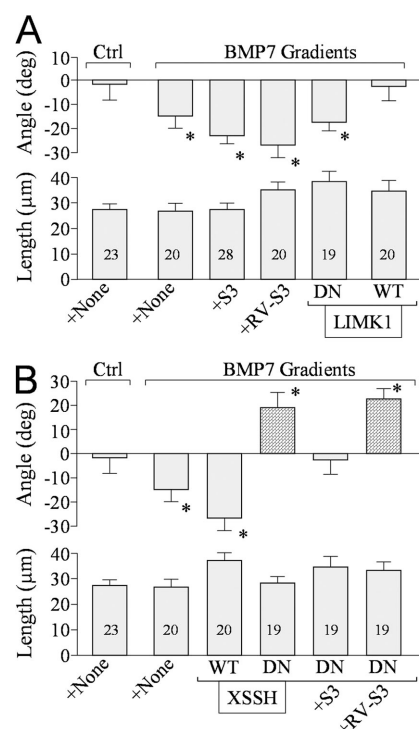 A
Ctrl BMP7 Gradients
Angle (deg)
10
0
-10
-20
-30
* * * *
Length (μm)
40
30
20
10
0
23 20 28 20 19 20
+None +None +S3 +RV-S3 DN WT
LIMK1
B
Ctrl BMP7 Gradients
Angle (deg)
30
20
10
0
-10
-20
-30
* * * *
Length (μm)
40
30
20
10
0
23 20 20 19 19 19
+None +None WT DN DN DN
XSSH +S3 +RV-S3